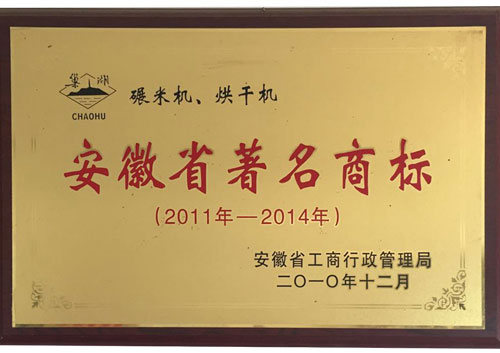 巢湖
CHAOHU
碾米机、烘干机
安徽省著名商标
(2011年—2014年)
安徽省工商行政管理局
二〇一〇年十二月